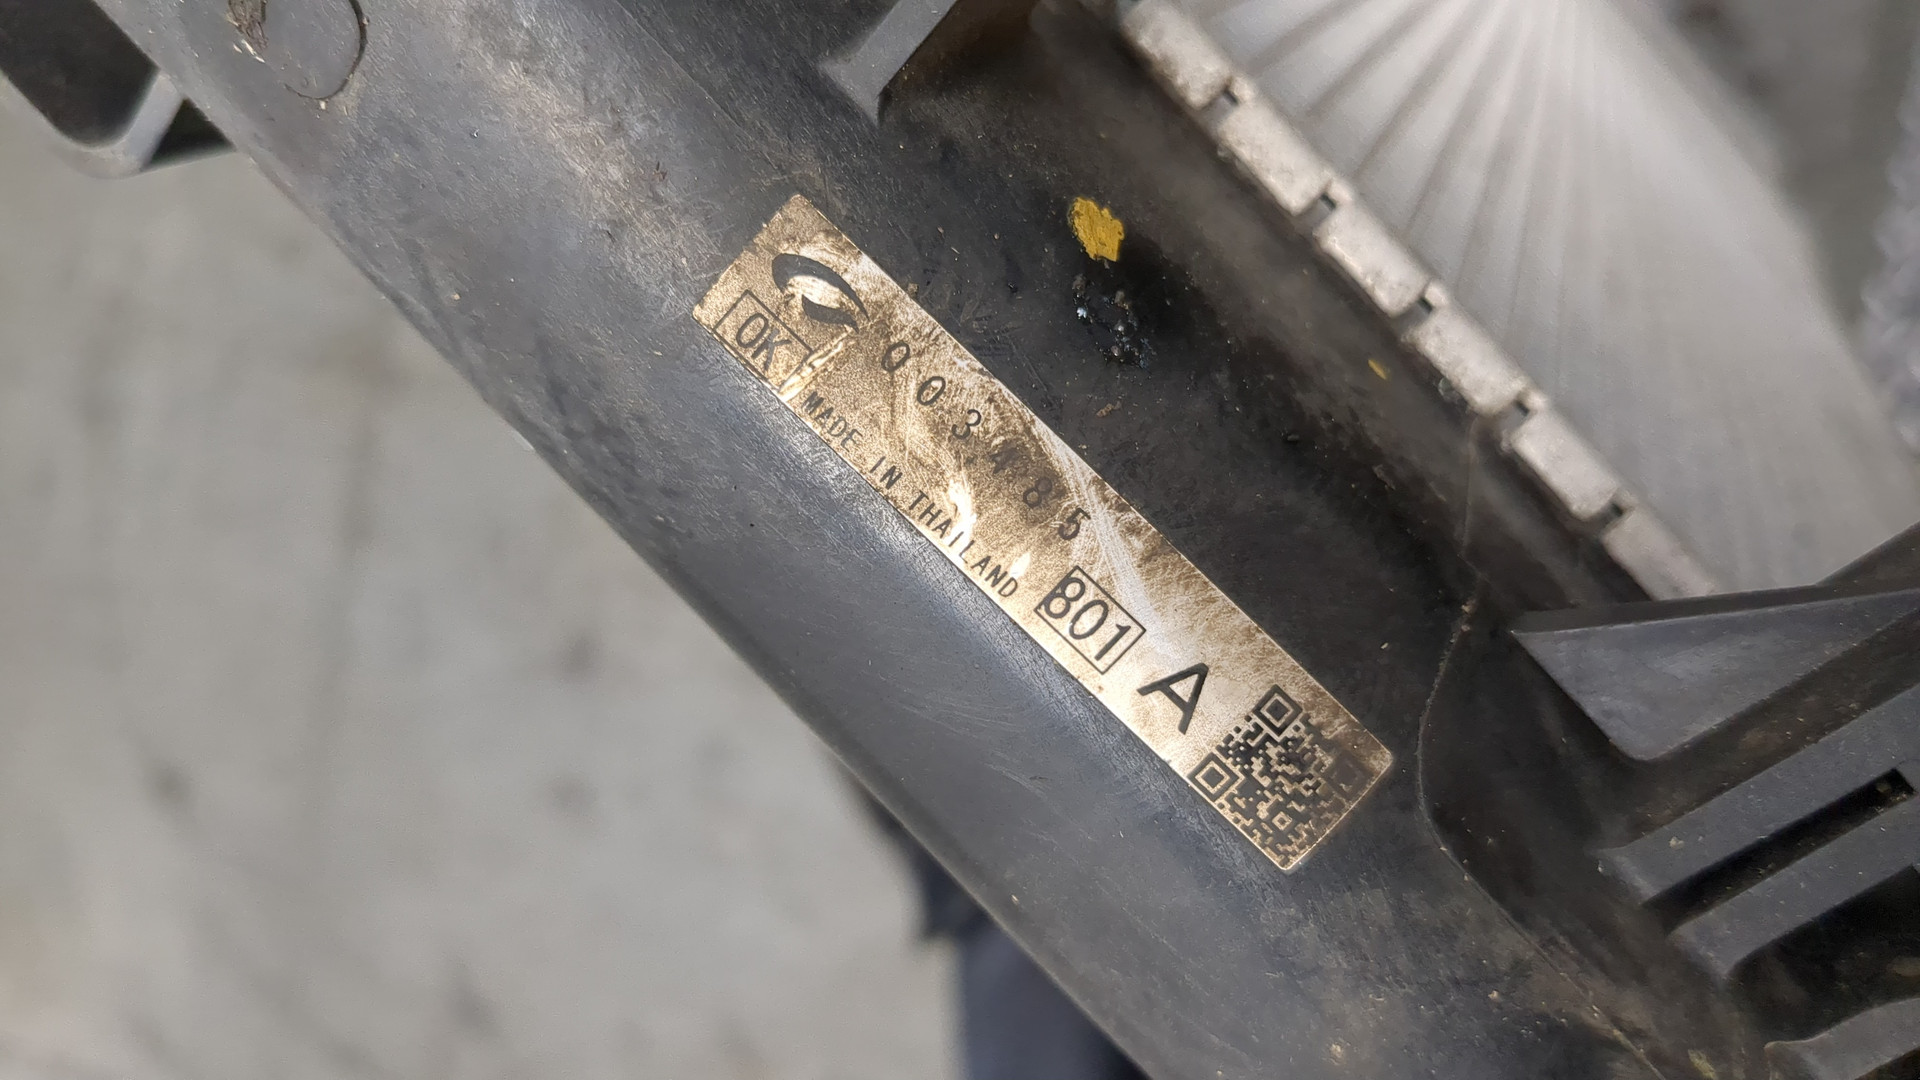 003485
OK
MADE IN THAILAND
801 A